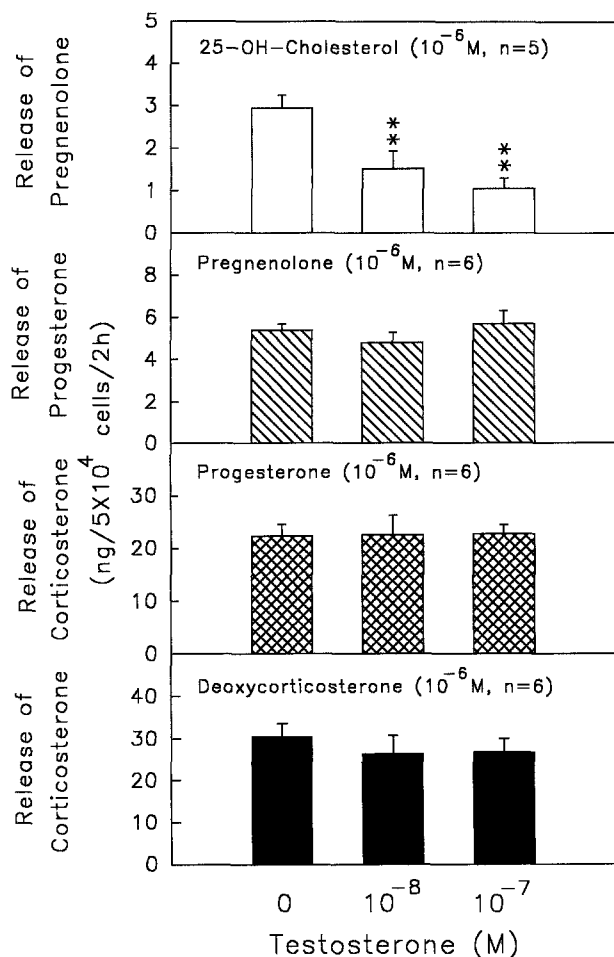 Release of
Pregnenolone
5
4
3
2
1
0
25-OH-Cholesterol (10⁻⁶M, n=5)
**
**
Release of
Progesterone
8
6
4
2
0
Pregnenolone (10⁻⁶M, n=6)
(ng/5X10⁴ cells/2h)
Release of
Corticosterone
30
20
10
0
Progesterone (10⁻⁶M, n=6)
Release of
Corticosterone
40
30
20
10
0
Deoxycorticosterone (10⁻⁶M, n=6)
0 10⁻⁸ 10⁻⁷
Testosterone (M)